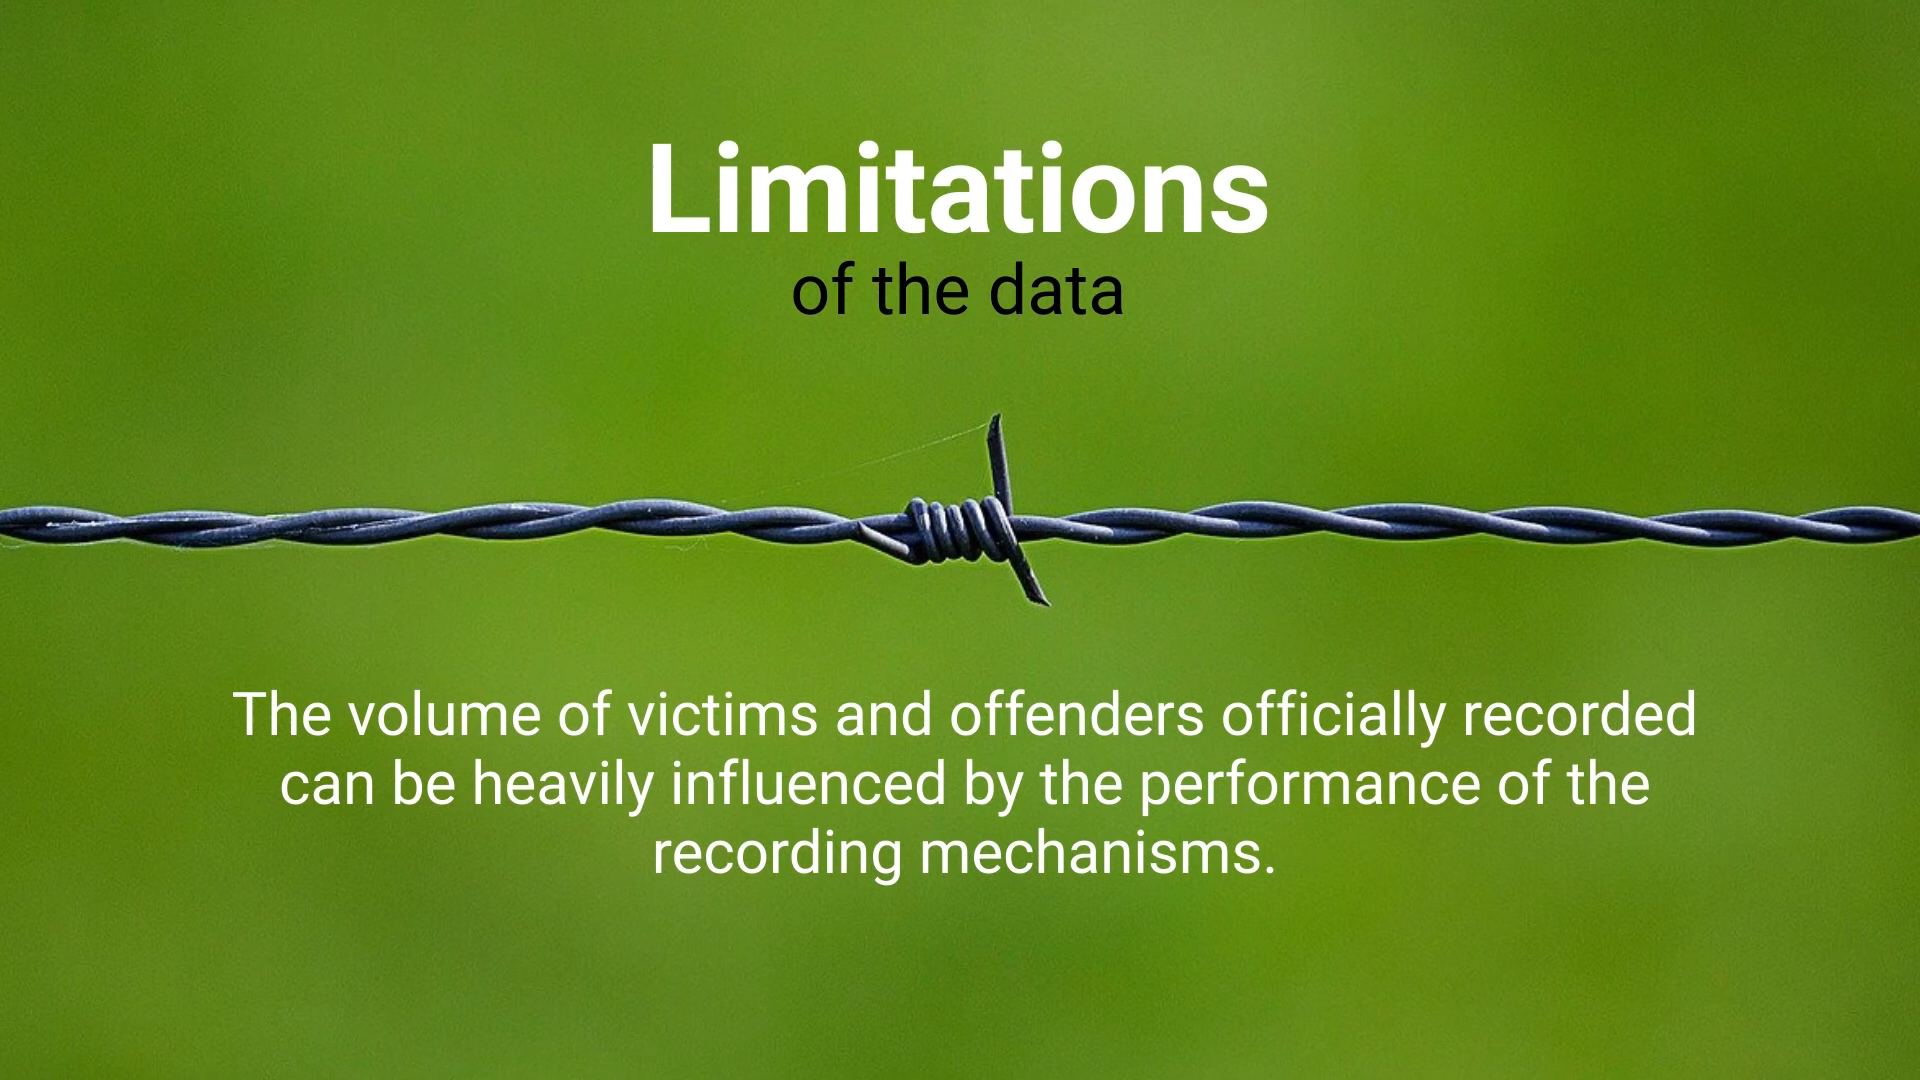 Limitations
of the data
The volume of victims and offenders officially recorded
can be heavily influenced by the performance of the
recording mechanisms.